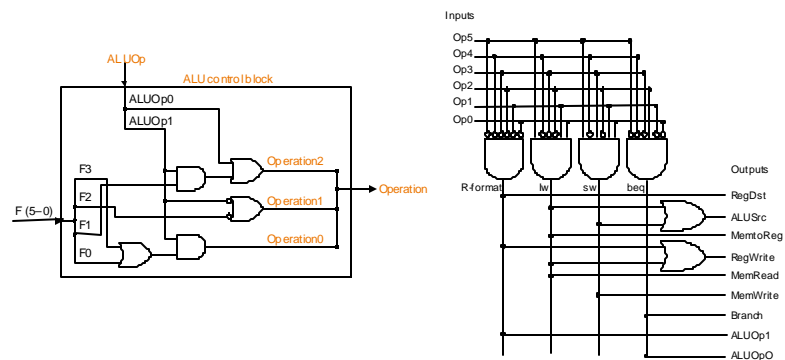 ALUOp
ALU control block
ALUOp0
ALUOp1
F3
F2
F (5–0)
F1
F0
Operation2
Operation1
Operation0
Operation
Inputs
Op5
Op4
Op3
Op2
Op1
Op0
R-format
lw
sw
beq
Outputs
RegDst
ALUSrc
MemtoReg
RegWrite
MemRead
MemWrite
Branch
ALUOp1
ALUOpO